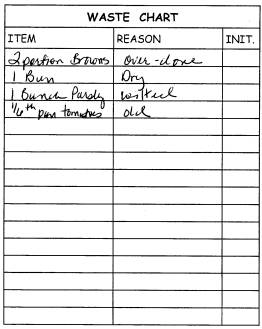 WASTE CHART
ITEM REASON INIT.
2 portion Browns over-done
1 Bun Dry
1 Bunch Parsley wilted
1/6th pan tomatoes old